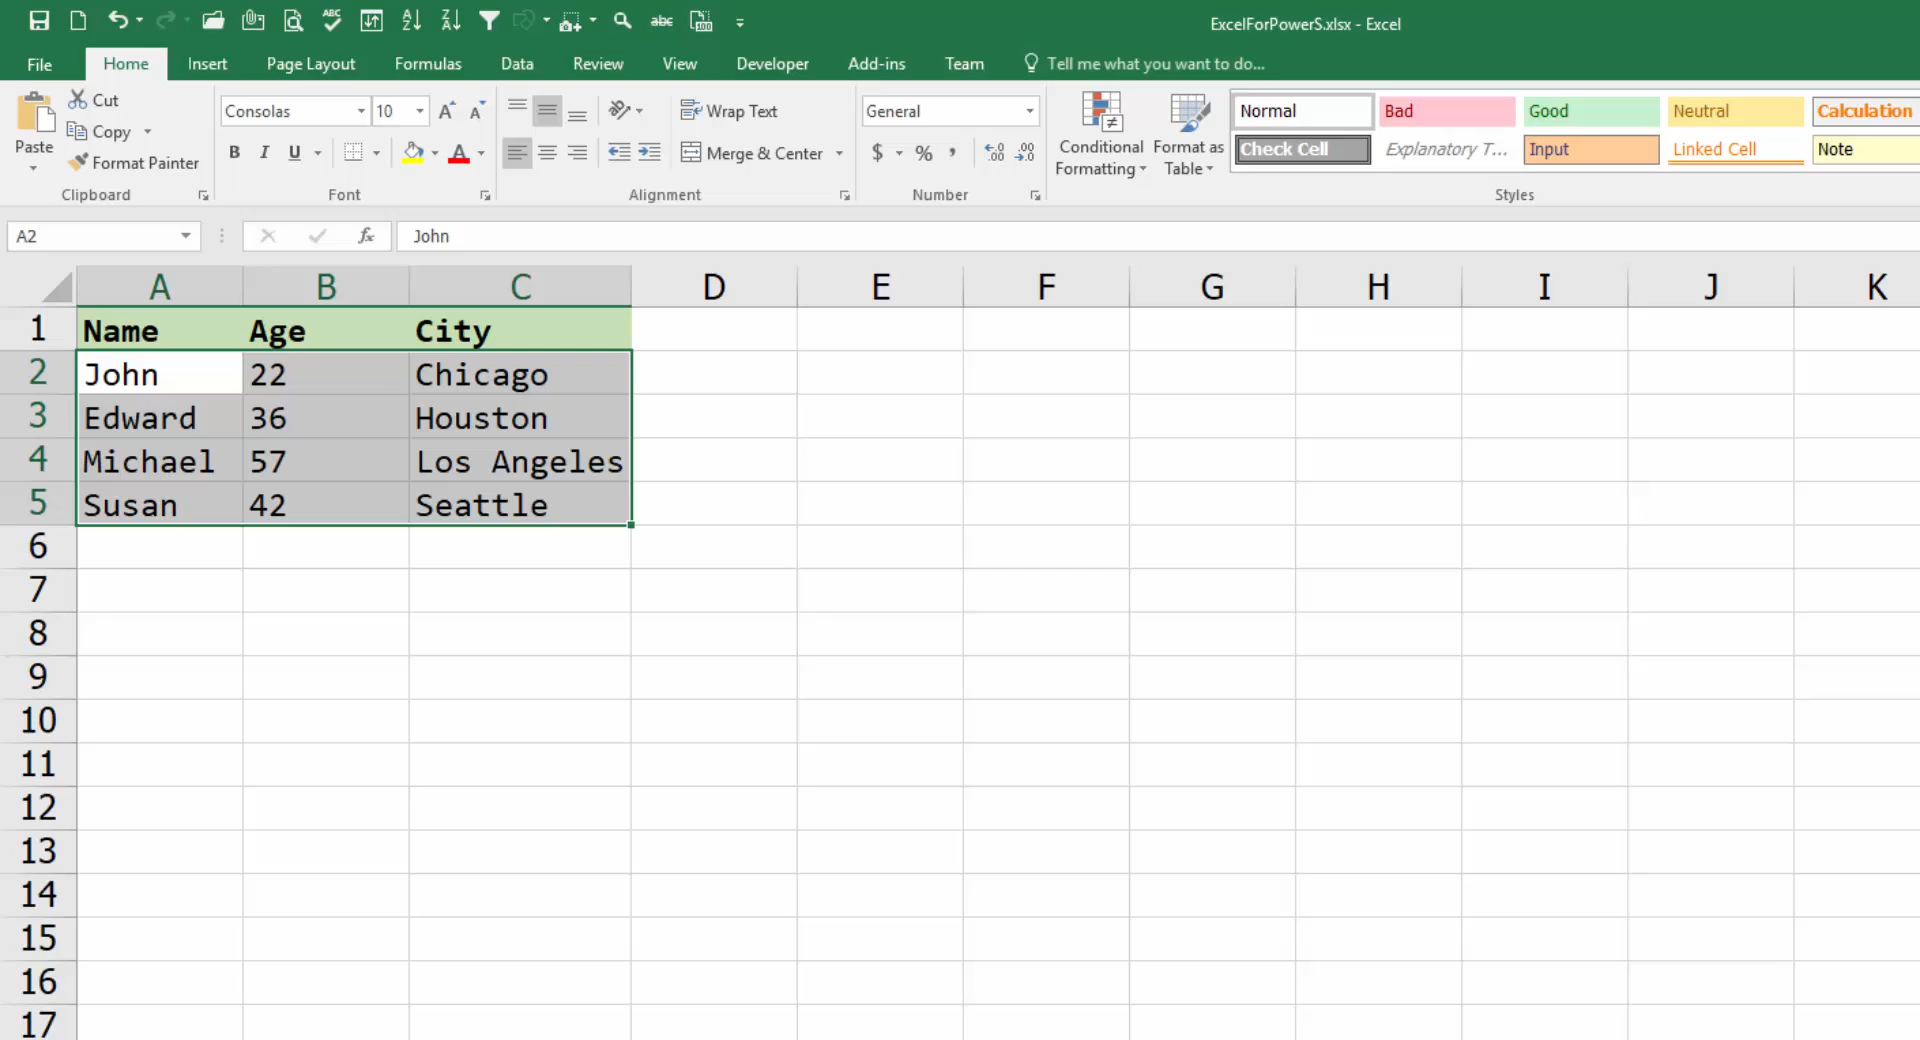 ExcelForPowerS.xlsx - Excel
File Home Insert Page Layout Formulas Data Review View Developer Add-ins Team Tell me what you want to do...
Paste
Cut
Copy
Format Painter
Clipboard
Consolas 10
B I U
Font
Wrap Text
Merge & Center
Alignment
General
$ % ,
Number
Conditional Formatting
Format as Table
Normal Bad Good Neutral Calculation
Check Cell Explanatory T... Input Linked Cell Note
Styles
A2 fx John
A B C D E F G H I J K
1 Name Age City
2 John 22 Chicago
3 Edward 36 Houston
4 Michael 57 Los Angeles
5 Susan 42 Seattle
6
7
8
9
10
11
12
13
14
15
16
17